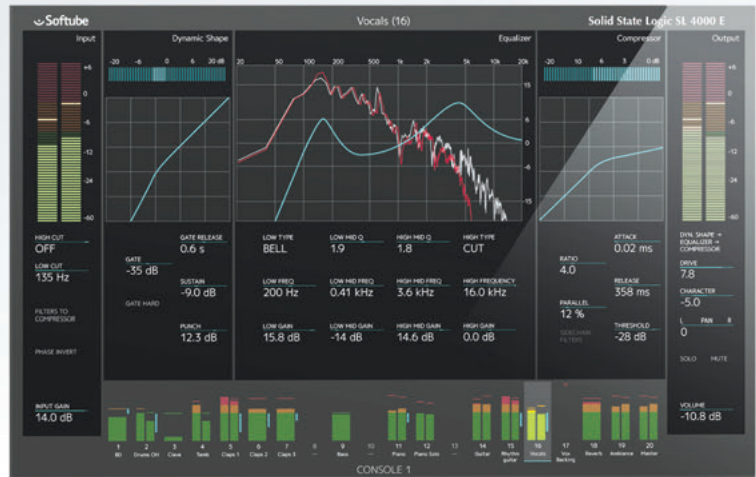 Softube
Vocals (16)
Solid State Logic SL 4000 E
Input
Dynamic Shape
Equalizer
Compressor
Output
-20 -6 0 6 20 dB
20 50 100 200 500 1k 2k 5k 10k 20k
-20 -10 -6 3 0 dB
+6
0
-6
-12
-24
-60
15
6
0
-6
-15
+6
0
-6
-12
-24
-60
HIGH CUT
OFF
LOW CUT
135 Hz
FILTERS TO
COMPRESSOR
PHASE INVERT
INPUT GAIN
14.0 dB
GATE
-35 dB
GATE HARD
GATE RELEASE
0.6 s
SUSTAIN
-9.0 dB
PUNCH
12.3 dB
LOW TYPE
BELL
LOW MID Q
1.9
HIGH MID Q
1.8
HIGH TYPE
CUT
LOW FREQ
200 Hz
LOW MID FREQ
0.41 kHz
HIGH MID FREQ
3.6 kHz
HIGH FREQUENCY
16.0 kHz
LOW GAIN
15.8 dB
LOW MID GAIN
-14 dB
HIGH MID GAIN
14.6 dB
HIGH GAIN
0.0 dB
RATIO
4.0
PARALLEL
12 %
SIDECHAIN
FILTERS
ATTACK
0.02 ms
RELEASE
358 ms
THRESHOLD
-28 dB
DYN. SHAPE →
EQUALIZER →
COMPRESSOR
DRIVE
7.8
CHARACTER
-5.0
L PAN R
0
SOLO MUTE
VOLUME
-10.8 dB
1 2 3 4 5 6 7 8 9 10 11 12 13 14 15 16 17 18 19 20
BD Drums OH Clave Tamb Claps 1 Claps 2 Claps 3 — Bass — Piano Piano Solo — Guitar Rhythm guitar Vocals Vox Backing Reverb Ambiance Master
CONSOLE 1